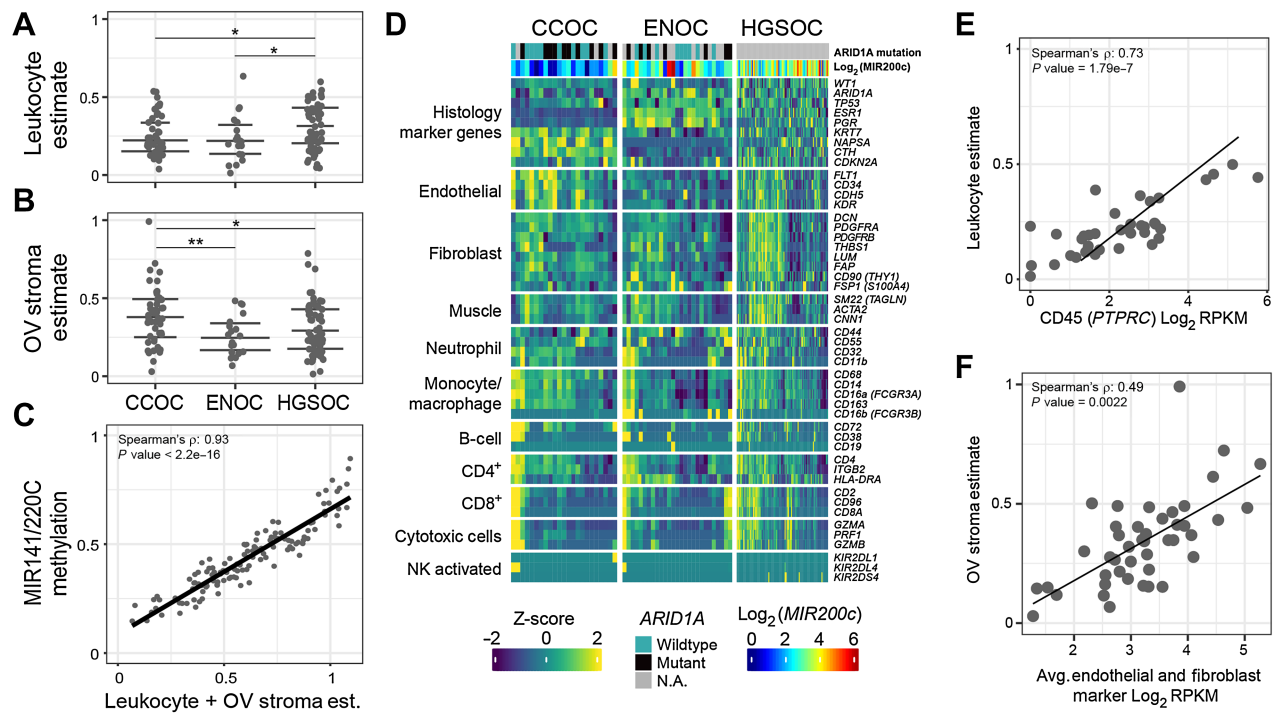 A
Leukocyte
estimate
1
0.5
0
*
*
B
OV stroma
estimate
1
0.5
0
*
**
CCOC
ENOC
HGSOC
C
MIR141/220C
methylation
Spearman's ρ: 0.93
P value < 2.2e–16
1
0.5
0
0
0.5
1
Leukocyte + OV stroma est.
D
CCOC
ENOC
HGSOC
ARID1A mutation
Log2 (MIR200c)
Histology
marker genes
WT1
ARID1A
TP53
ESR1
PGR
KRT7
NAPSA
CTH
CDKN2A
Endothelial
FLT1
CD34
CDH5
KDR
Fibroblast
DCN
PDGFRA
PDGFRB
THBS1
LUM
FAP
CD90 (THY1)
FSP1 (S100A4)
Muscle
SM22 (TAGLN)
ACTA2
CNN1
Neutrophil
CD44
CD55
CD32
CD11b
Monocyte/
macrophage
CD68
CD14
CD16a (FCGR3A)
CD163
CD16b (FCGR3B)
B-cell
CD72
CD38
CD19
CD4+
CD4
ITGB2
HLA-DRA
CD8+
CD2
CD96
CD8A
Cytotoxic cells
GZMA
PRF1
GZMB
NK activated
KIR2DL1
KIR2DL4
KIR2DS4
Z-score
–2
0
2
ARID1A
Wildtype
Mutant
N.A.
Log2 (MIR200c)
0
2
4
6
E
Leukocyte estimate
Spearman's ρ: 0.73
P value = 1.79e–7
1
0.5
0
0
2
4
6
CD45 (PTPRC) Log2 RPKM
F
OV stroma estimate
Spearman's ρ: 0.49
P value = 0.0022
1
0.5
0
2
3
4
5
Avg. endothelial and fibroblast
marker Log2 RPKM